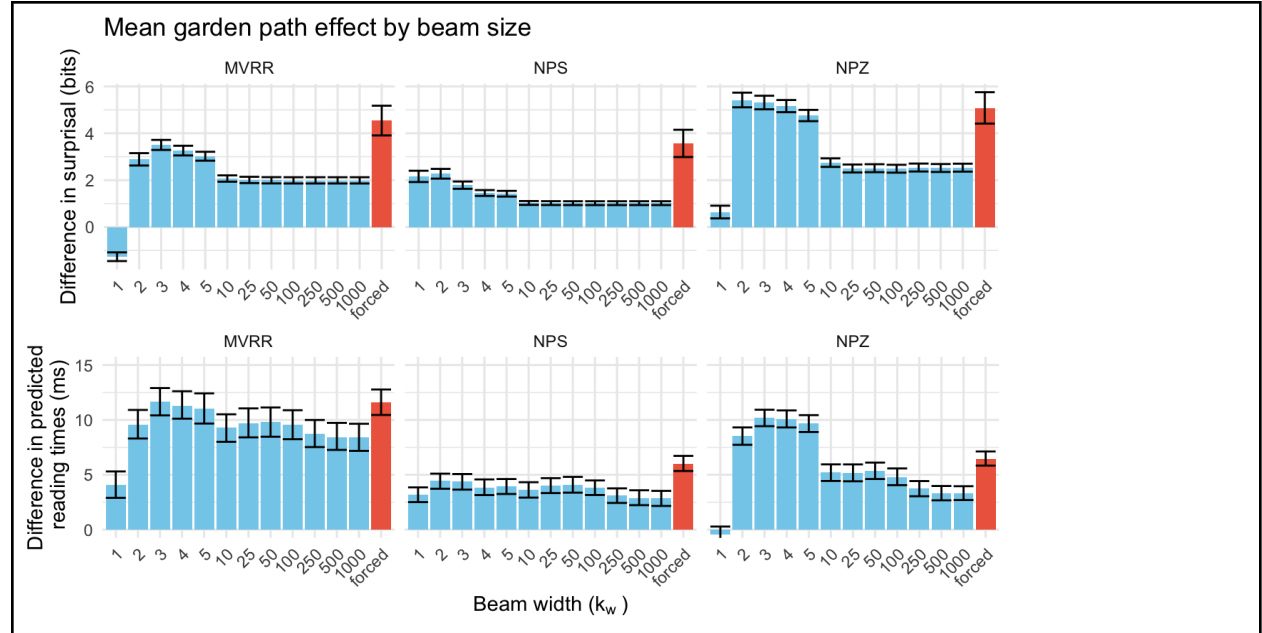 Mean garden path effect by beam size
MVRR NPS NPZ
Difference in surprisal (bits)
6
4
2
0
1 2 3 4 5 10 25 50 100 250 500 1000 forced
1 2 3 4 5 10 25 50 100 250 500 1000 forced
1 2 3 4 5 10 25 50 100 250 500 1000 forced
MVRR NPS NPZ
Difference in predicted
reading times (ms)
15
10
5
0
1 2 3 4 5 10 25 50 100 250 500 1000 forced
1 2 3 4 5 10 25 50 100 250 500 1000 forced
1 2 3 4 5 10 25 50 100 250 500 1000 forced
Beam width (kw )